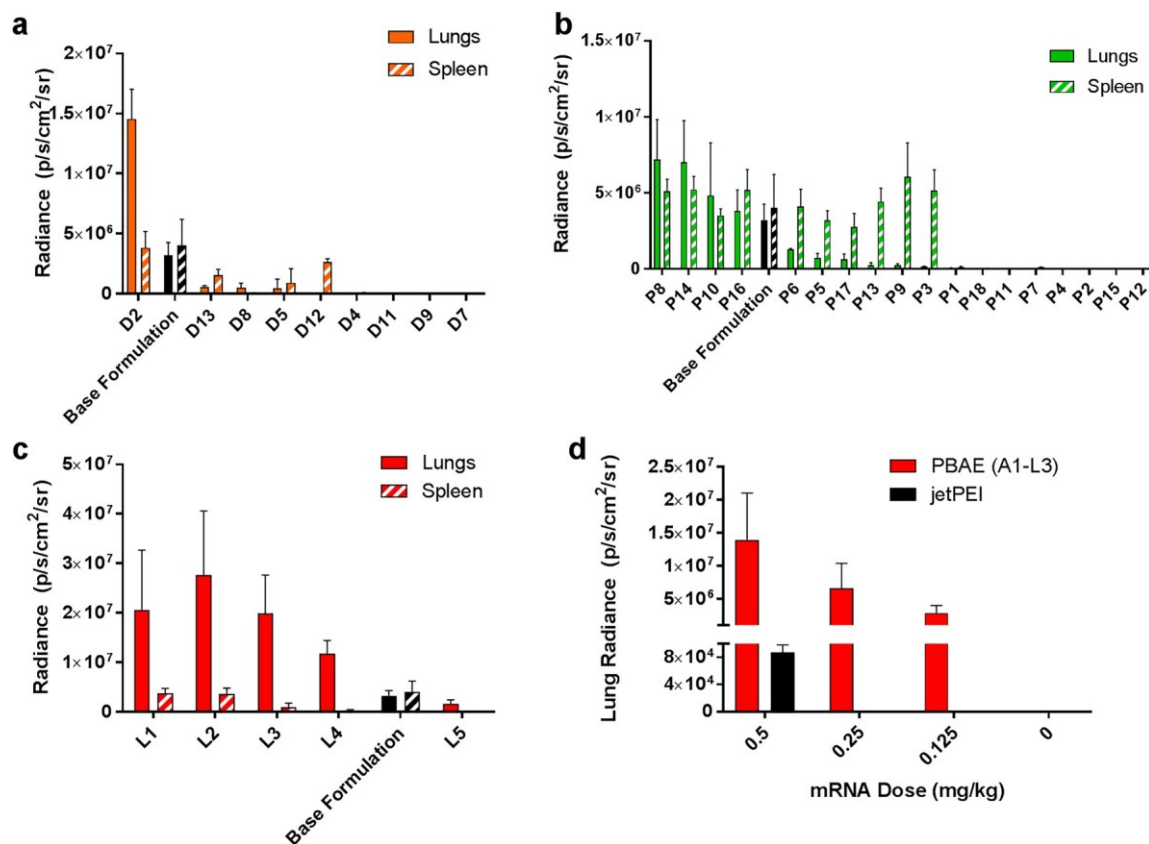 a
Lungs
Spleen
Radiance (p/s/cm²/sr)
2×10⁷
1.5×10⁷
1×10⁷
5×10⁶
0
D2
Base Formulation
D13
D8
D5
D12
D4
D11
D9
D7
b
Lungs
Spleen
Radiance (p/s/cm²/sr)
1.5×10⁷
1×10⁷
5×10⁶
0
P8
P14
P10
P16
Base Formulation
P6
P5
P17
P13
P9
P3
P1
P18
P11
P7
P4
P2
P15
P12
c
Lungs
Spleen
Radiance (p/s/cm²/sr)
5×10⁷
4×10⁷
3×10⁷
2×10⁷
1×10⁷
0
L1
L2
L3
L4
Base Formulation
L5
d
PBAE (A1-L3)
jetPEI
Lung Radiance (p/s/cm²/sr)
2.5×10⁷
2×10⁷
1.5×10⁷
1×10⁷
5×10⁶
8×10⁴
4×10⁴
0
0.5
0.25
0.125
0
mRNA Dose (mg/kg)